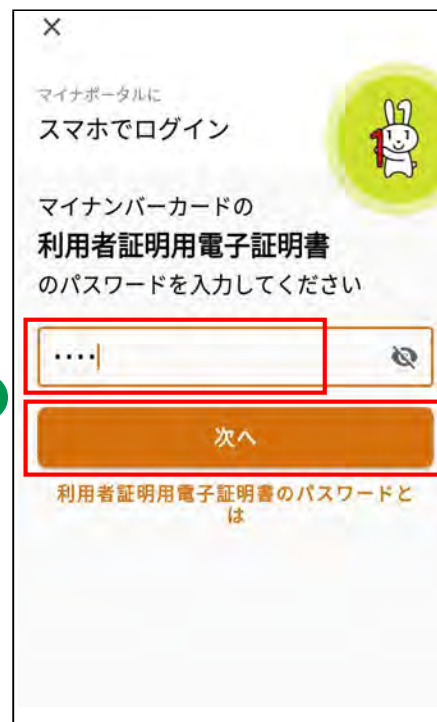 ×
マイナポータルに
スマホでログイン
マイナンバーカードの
利用者証明用電子証明書
のパスワードを入力してください
••••
次へ
利用者証明用電子証明書のパスワードと
は